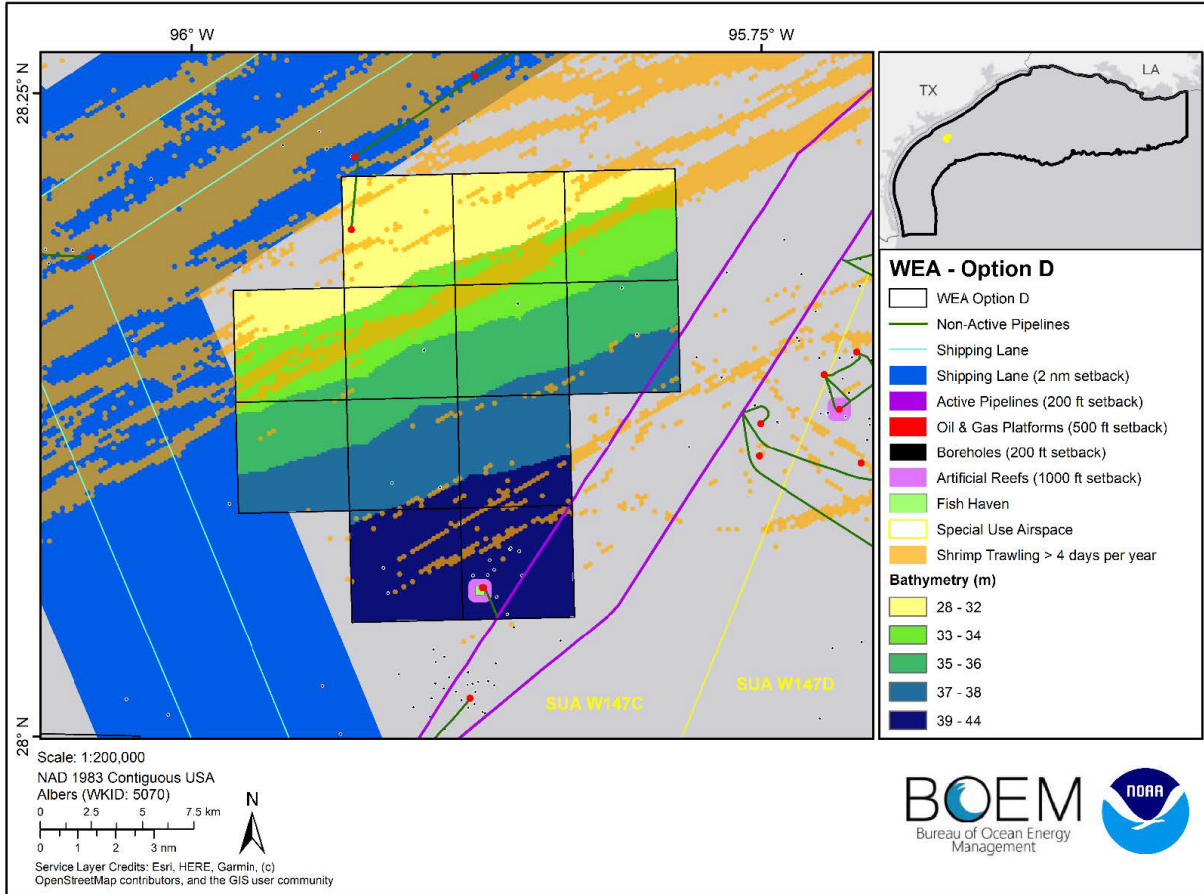 96° W
95.75° W
28.25° N
28° N
SUA W147C
SUA W147D
TX
LA
WEA - Option D
WEA Option D
Non-Active Pipelines
Shipping Lane
Shipping Lane (2 nm setback)
Active Pipelines (200 ft setback)
Oil & Gas Platforms (500 ft setback)
Boreholes (200 ft setback)
Artificial Reefs (1000 ft setback)
Fish Haven
Special Use Airspace
Shrimp Trawling > 4 days per year
Bathymetry (m)
28 - 32
33 - 34
35 - 36
37 - 38
39 - 44
Scale: 1:200,000
NAD 1983 Contiguous USA
Albers (WKID: 5070)
0 2.5 5 7.5 km
0 1 2 3 nm
N
Service Layer Credits: Esri, HERE, Garmin, (c)
OpenStreetMap contributors, and the GIS user community
BOEM
Bureau of Ocean Energy
Management
NOAA